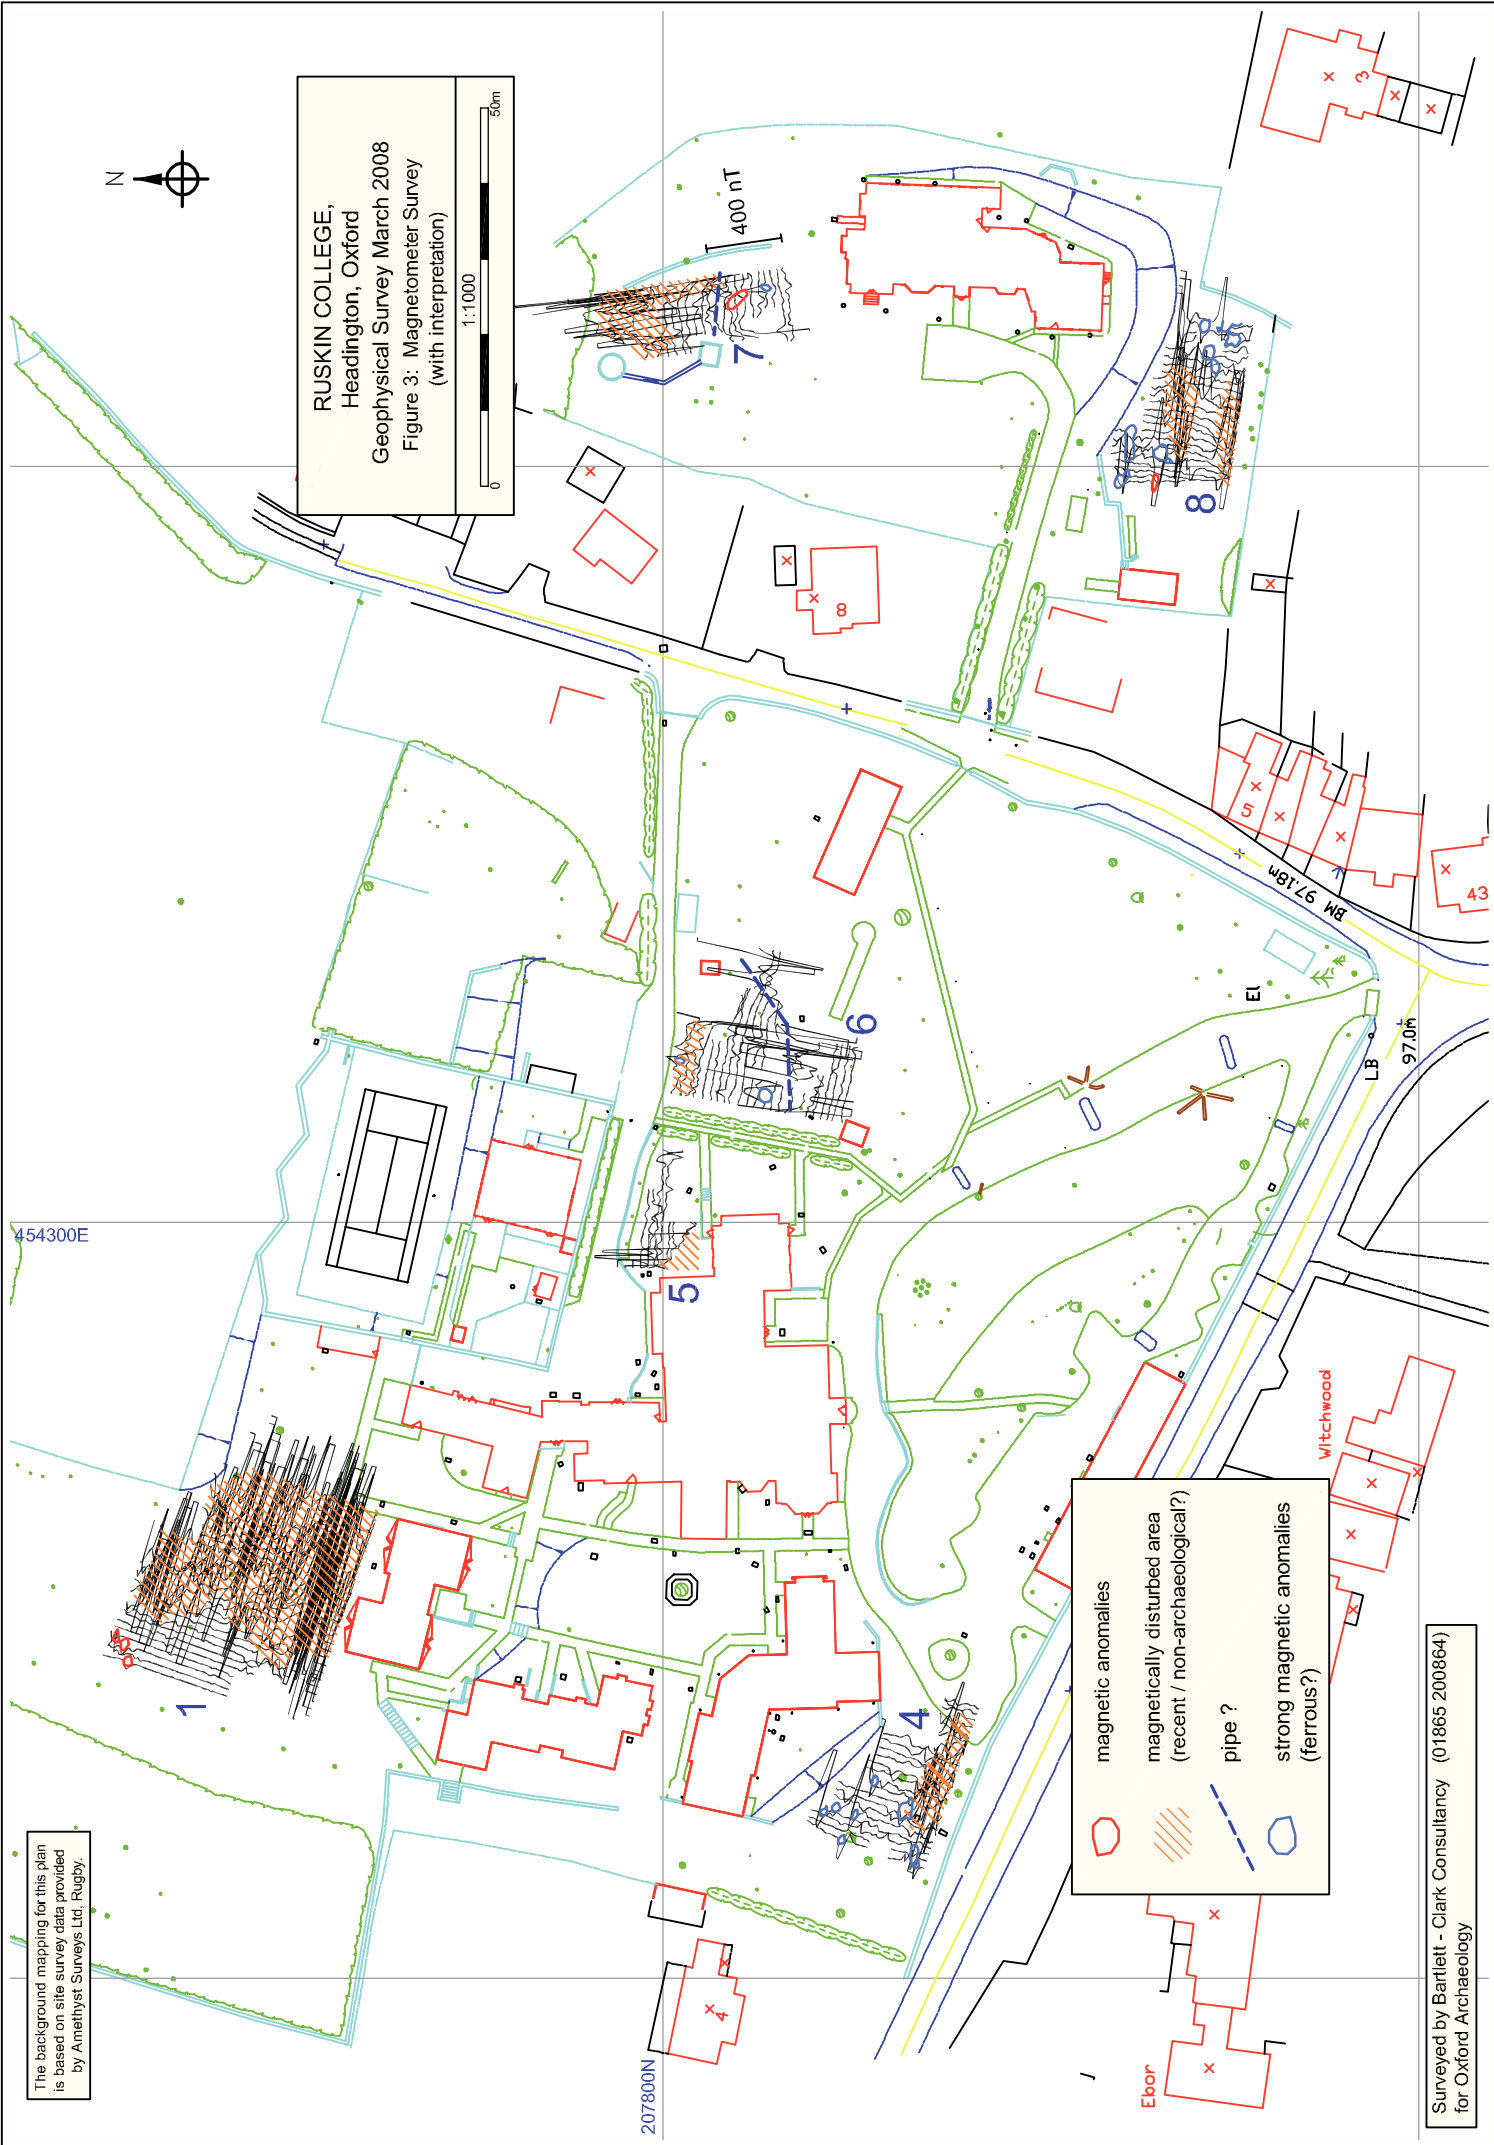 N
RUSKIN COLLEGE,
Headington, Oxford
Geophysical Survey March 2008
Figure 3: Magnetometer Survey
(with interpretation)
1:1000
0
50m
400 nT
3
7
8
8
5
43
BM 97.18m
97.0m
LB
El
6
454300E
5
1
4
Witchwood
magnetic anomalies
magnetically disturbed area
(recent / non-archaeological?)
pipe ?
strong magnetic anomalies
(ferrous?)
The background mapping for this plan
is based on site survey data provided
by Amethyst Surveys Ltd, Rugby.
4
207800N
Ebor
Surveyed by Bartlett - Clark Consultancy (01865 200864)
for Oxford Archaeology